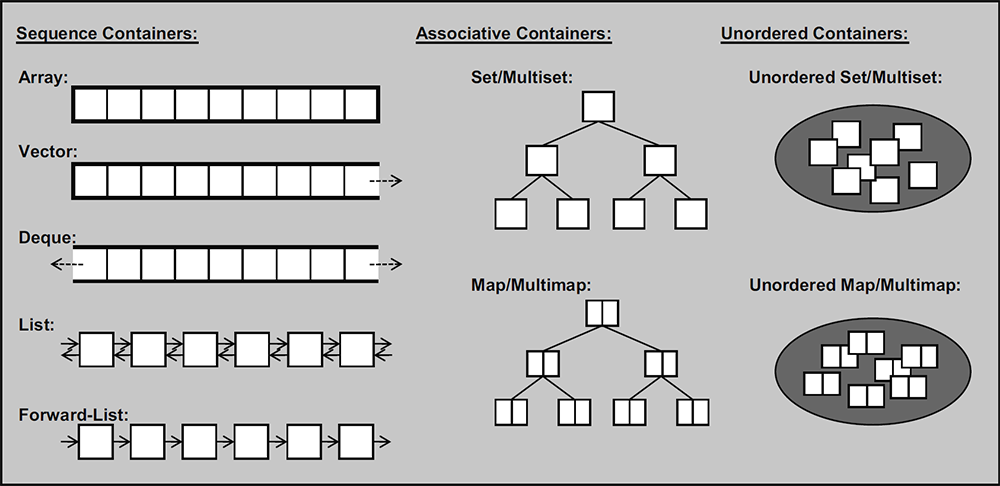 Sequence Containers:
Array:
Vector:
Deque:
List:
Forward-List:
Associative Containers:
Set/Multiset:
Map/Multimap:
Unordered Containers:
Unordered Set/Multiset:
Unordered Map/Multimap: